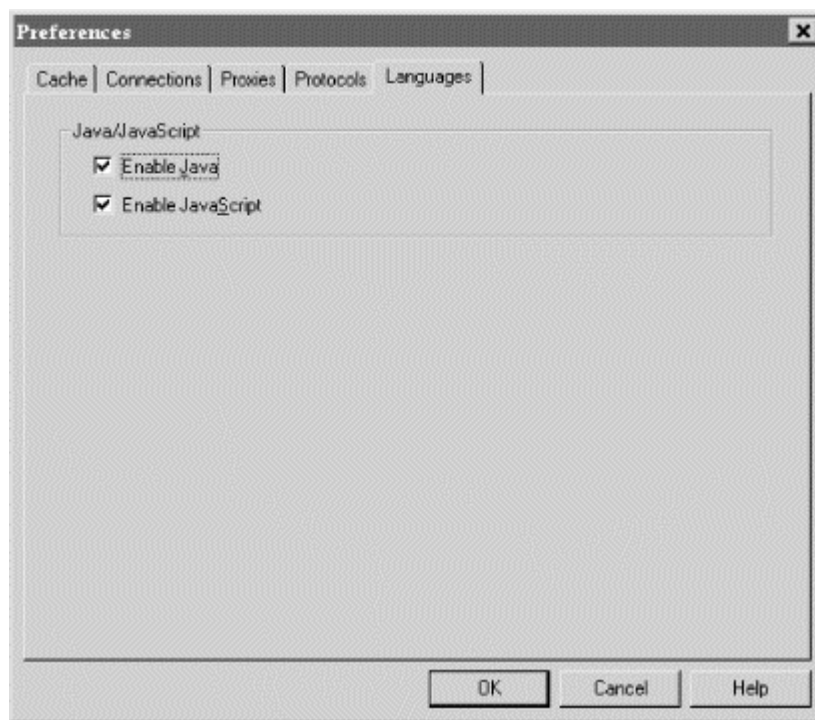 Preferences
Cache Connections Proxies Protocols Languages
Java/JavaScript
Enable Java
Enable JavaScript
OK Cancel Help